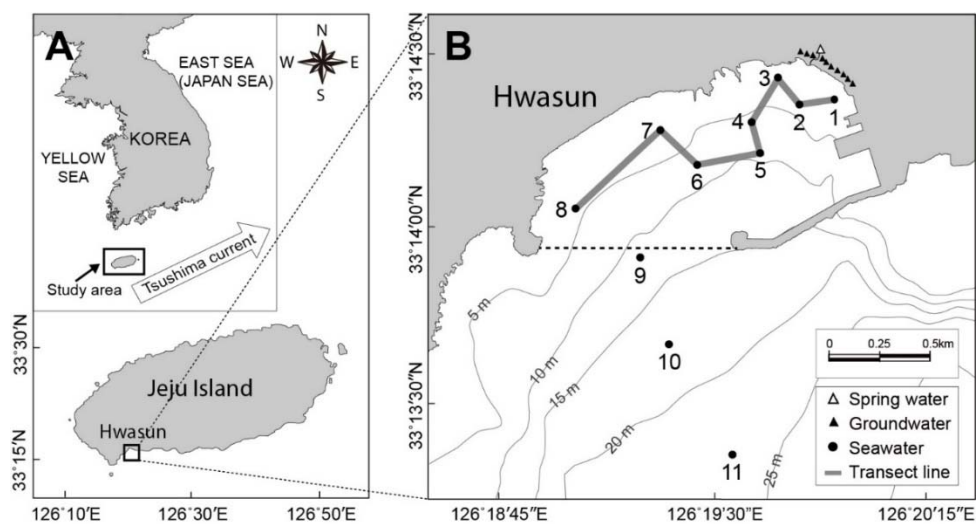 A
N
W E
S
EAST SEA
(JAPAN SEA)
KOREA
YELLOW
SEA
Tsushima current
Study area
33°30′N
33°15′N
Jeju Island
Hwasun
126°10′E
126°30′E
126°50′E
B
33°14′30″N
33°14′00″N
33°13′30″N
Hwasun
3
2
1
4
7
5
6
8
9
10
11
5 m
10 m
15 m
20 m
25 m
0 0.25 0.5km
Spring water
Groundwater
Seawater
Transect line
126°18′45″N
126°19′30″N
126°20′15″N